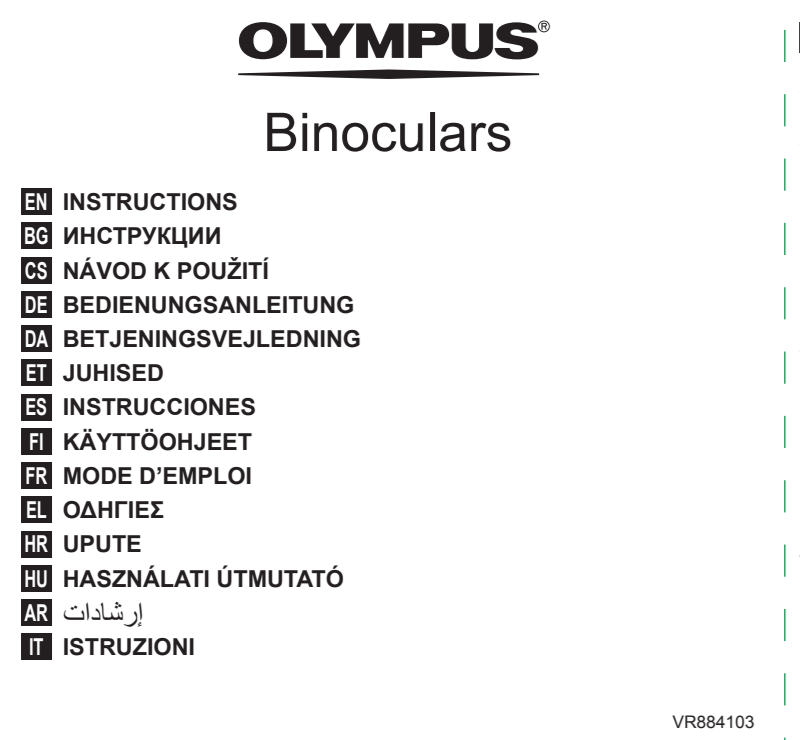 OLYMPUS®
Binoculars
EN INSTRUCTIONS
BG ИНСТРУКЦИИ
CS NÁVOD K POUŽITÍ
DE BEDIENUNGSANLEITUNG
DA BETJENINGSVEJLEDNING
ET JUHISED
ES INSTRUCCIONES
FI KÄYTTÖOHJEET
FR MODE D’EMPLOI
EL ΟΔΗΓΙΕΣ
HR UPUTE
HU HASZNÁLATI ÚTMUTATÓ
AR إرشادات
IT ISTRUZIONI
VR884103